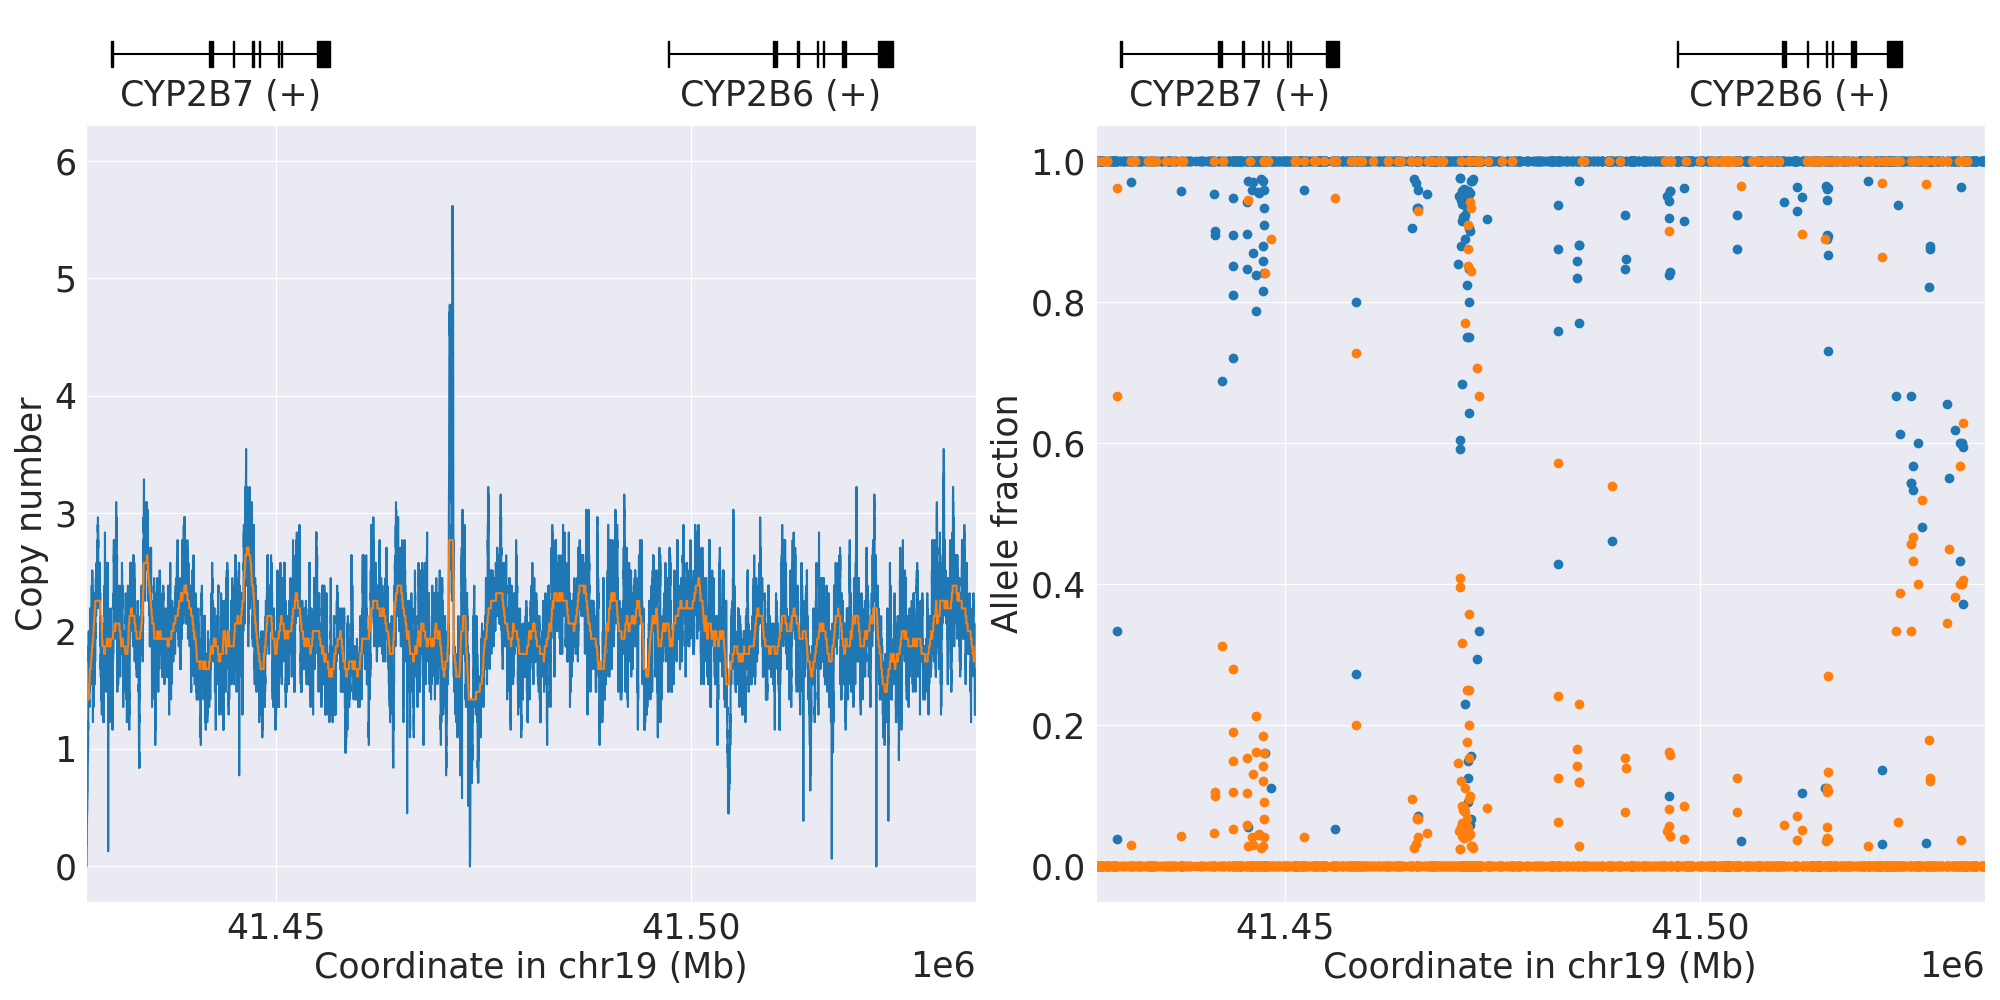 CYP2B7 (+)
CYP2B6 (+)
CYP2B7 (+)
CYP2B6 (+)
Copy number
6
5
4
3
2
1
0
41.45
41.50
Coordinate in chr19 (Mb)
1e6
Allele fraction
1.0
0.8
0.6
0.4
0.2
0.0
41.45
41.50
Coordinate in chr19 (Mb)
1e6